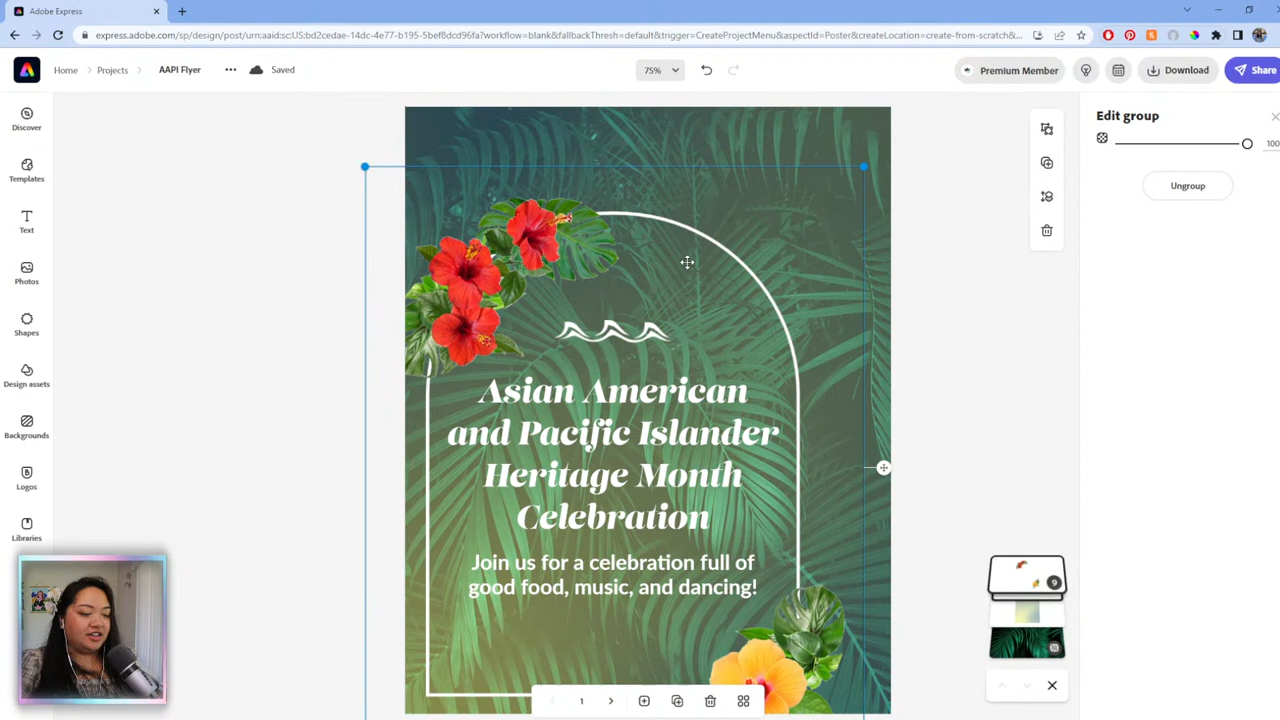 Adobe Express
express.adobe.com/sp/design/post/urn:aaid:sc:US:bd2cedae-14dc-4e77-b195-5bef8dcd96fa?workflow=blank&fallbackThresh=default&trigger=CreateProjectMenu&aspectId=Poster&createLocation=create-from-scratch&...
Home
Projects
AAPI Flyer
Saved
75%
Premium Member
Download
Share
Discover
Templates
Text
Photos
Shapes
Design assets
Backgrounds
Logos
Libraries
Edit group
100
Ungroup
Asian American
and Pacific Islander
Heritage Month
Celebration
Join us for a celebration full of
good food, music, and dancing!
9
1